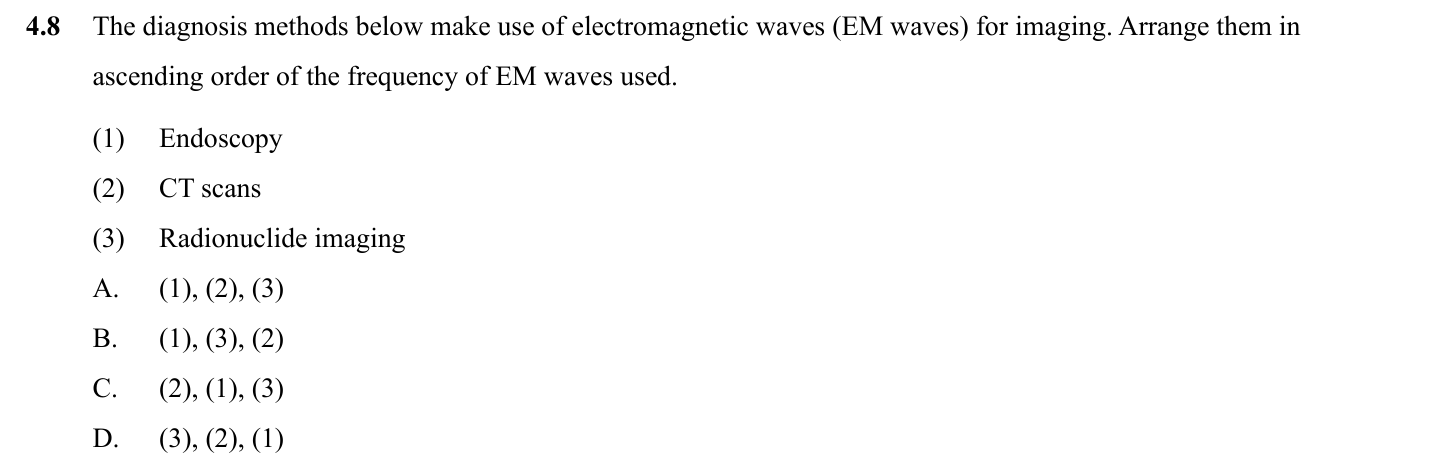 4.8 The diagnosis methods below make use of electromagnetic waves (EM waves) for imaging. Arrange them in
ascending order of the frequency of EM waves used.
(1) Endoscopy
(2) CT scans
(3) Radionuclide imaging
A. (1), (2), (3)
B. (1), (3), (2)
C. (2), (1), (3)
D. (3), (2), (1)